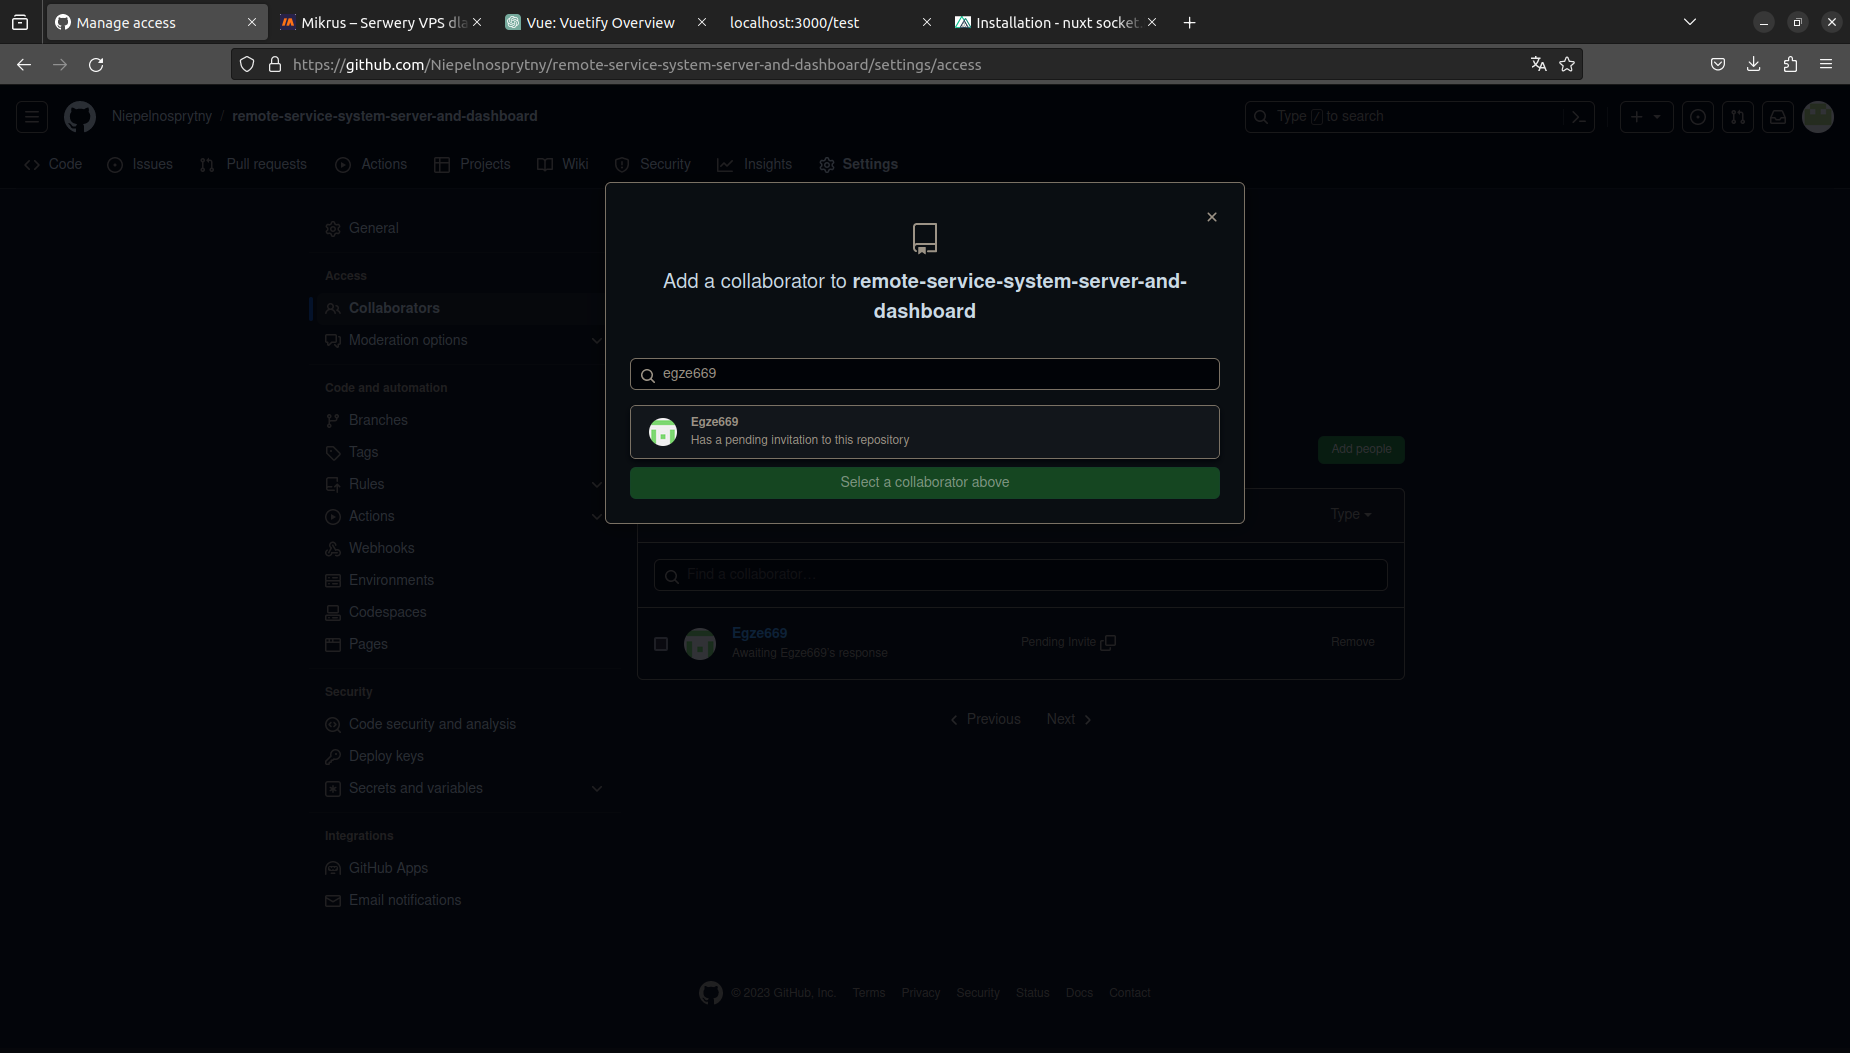 Manage access
Mikrus – Serwery VPS dla
Vue: Vuetify Overview
localhost:3000/test
Installation - nuxt socket.
https://github.com/Niepelnosprytny/remote-service-system-server-and-dashboard/settings/access
Niepelnosprytny / remote-service-system-server-and-dashboard
Type / to search
Code
Issues
Pull requests
Actions
Projects
Wiki
Security
Insights
Settings
General
Access
Collaborators
Moderation options
Code and automation
Branches
Tags
Rules
Actions
Webhooks
Environments
Codespaces
Pages
Security
Code security and analysis
Deploy keys
Secrets and variables
Integrations
GitHub Apps
Email notifications
Add a collaborator to remote-service-system-server-and-
dashboard
egze669
Egze669
Has a pending invitation to this repository
Select a collaborator above
Add people
Type
Find a collaborator...
Egze669
Awaiting Egze669's response
Pending Invite
Remove
Previous
Next
© 2023 GitHub, Inc.
Terms
Privacy
Security
Status
Docs
Contact